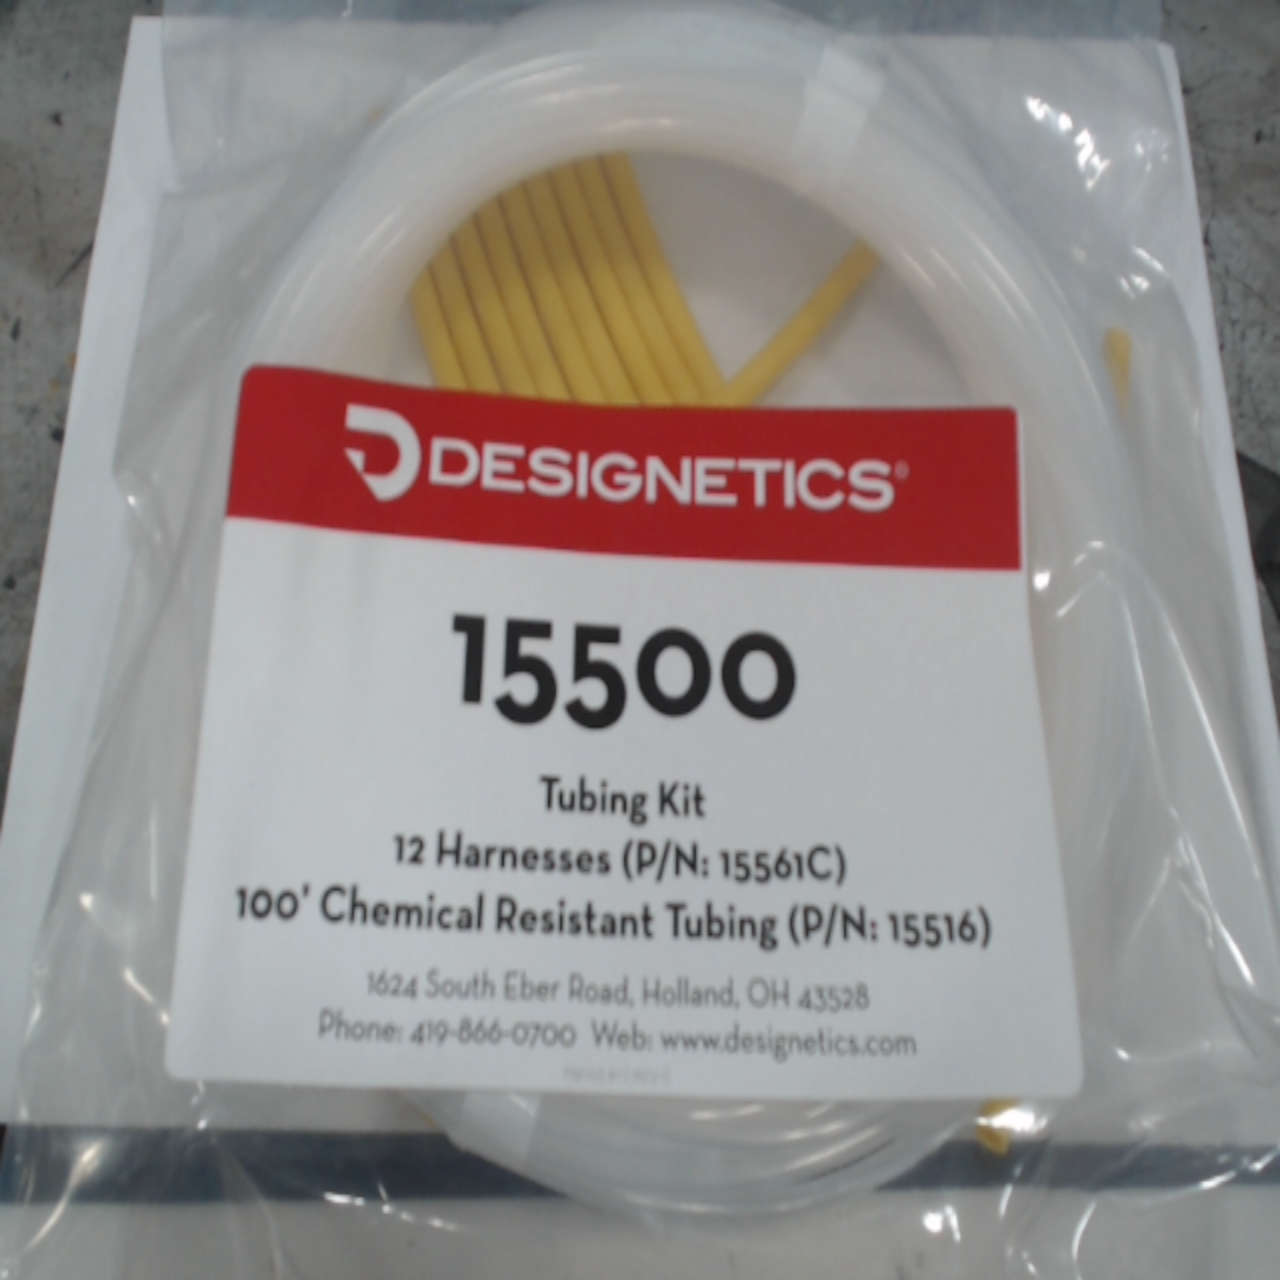 DESIGNETICS®
15500
Tubing Kit
12 Harnesses (P/N: 15561C)
100' Chemical Resistant Tubing (P/N: 15516)
1624 South Eber Road, Holland, OH 43528
Phone: 419-866-0700 Web: www.designetics.com